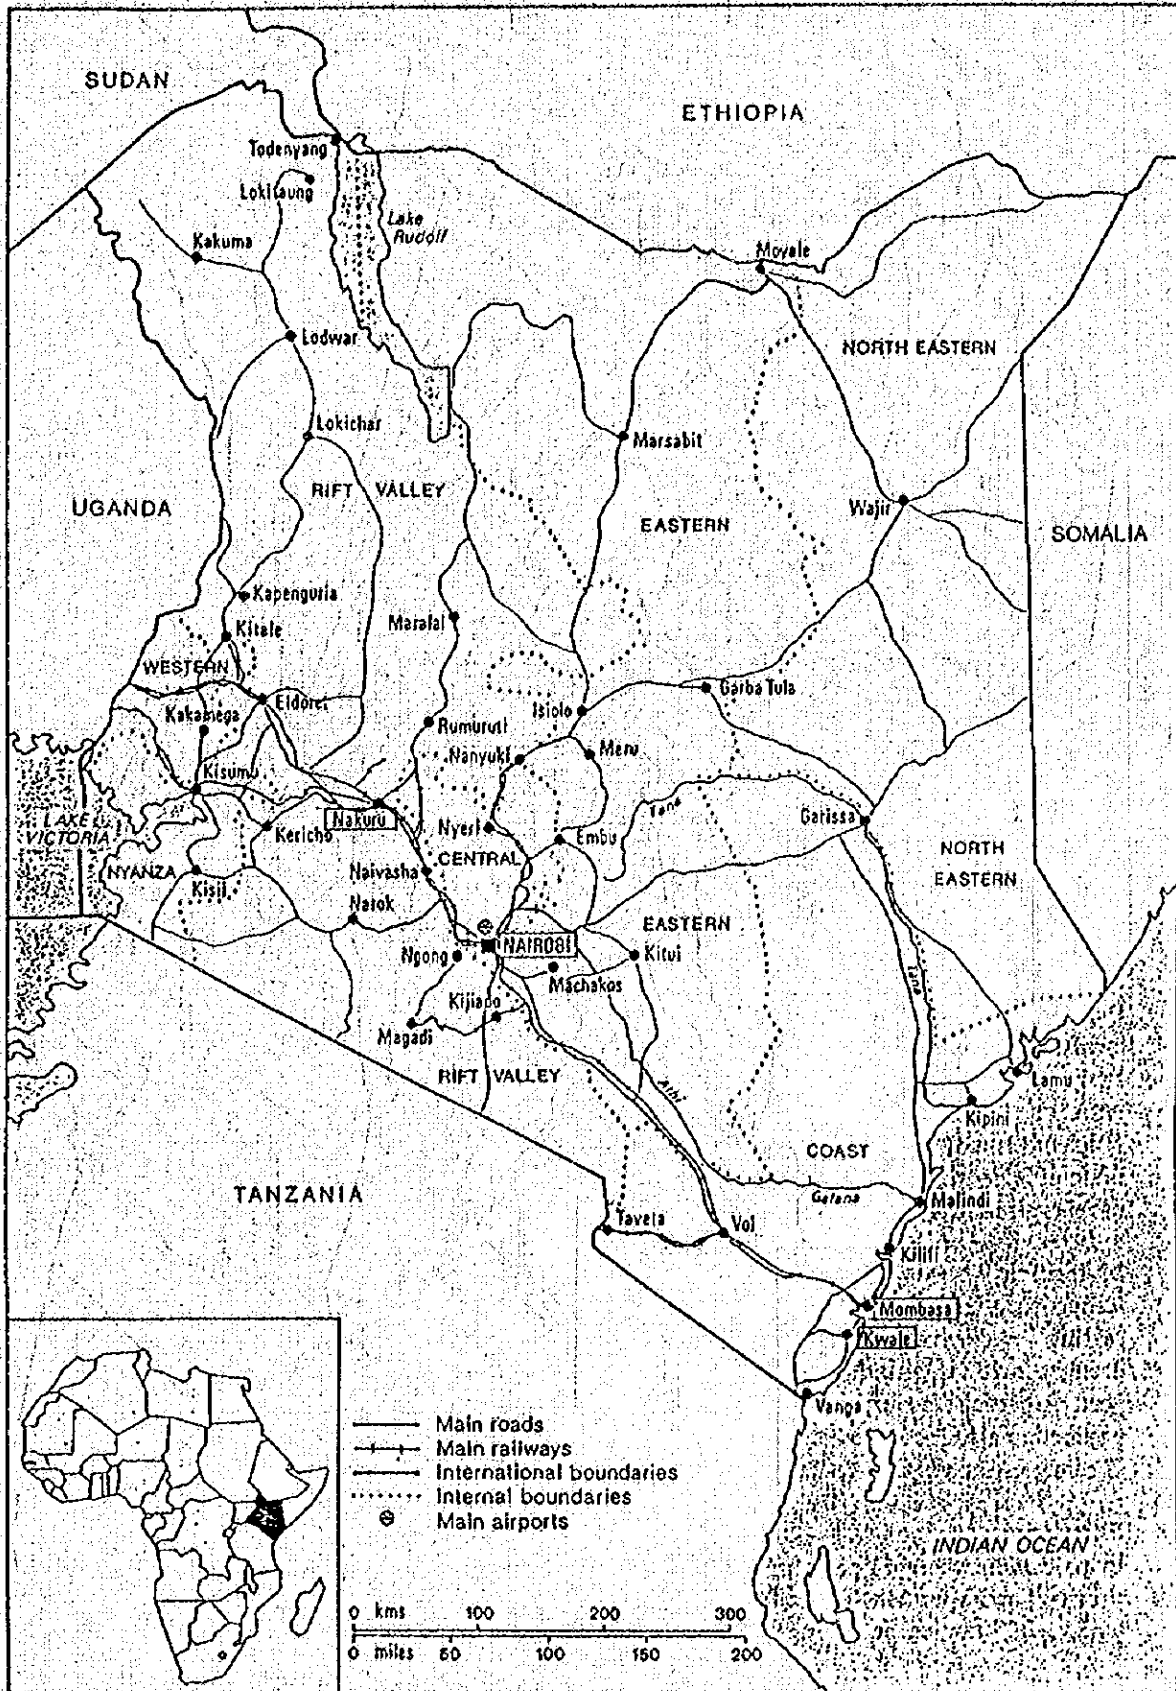 SUDAN
ETHIOPIA
Todenyang
Lokitaung
Lake
Rudolf
Kakuma
Moyale
Lodwar
NORTH EASTERN
Lokichar
Marsabit
RIFT VALLEY
UGANDA
Wajir
EASTERN
SOMALIA
Kapenguria
Maralal
Kitale
WESTERN
Garba Tula
Eldoret
Isiolo
Kakamega
Rumuruti
Nanyuki
Meru
Kisumu
LAKE
VICTORIA
Nakuru
Tana
Garissa
Kericho
Nyeri
Embu
CENTRAL
NORTH
EASTERN
NYANZA
Kisii
Naivasha
Narok
EASTERN
NAIROBI
Ngong
Kitui
Machakos
Tana
Kijiado
Magadi
RIFT VALLEY
Athi
Lamu
Kipini
COAST
TANZANIA
Galana
Malindi
Taveta
Voi
Kilifi
Mombasa
Kwale
Vanga
Main roads
Main railways
International boundaries
Internal boundaries
Main airports
INDIAN OCEAN
0 kms 100 200 300
0 miles 50 100 150 200